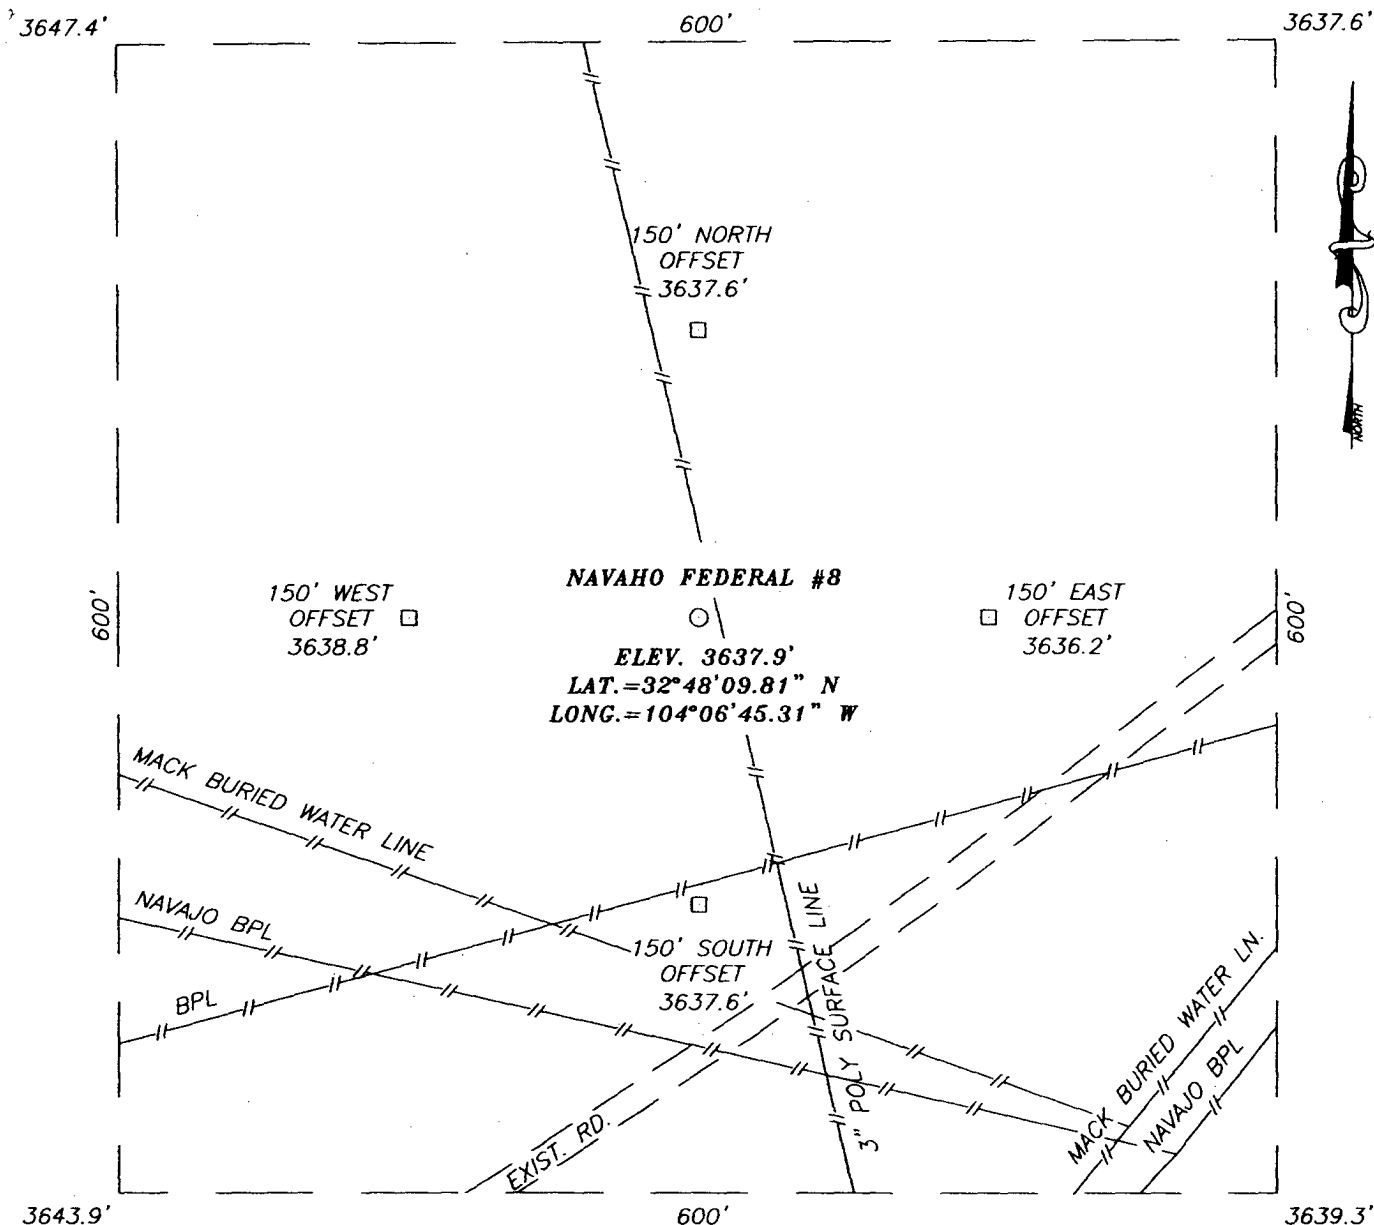 3647.4'
600'
3637.6'
NORTH
150' NORTH
OFFSET
3637.6'
NAVAHO FEDERAL #8
150' WEST
OFFSET
3638.8'
150' EAST
OFFSET
3636.2'
600'
600'
ELEV. 3637.9'
LAT.=32°48'09.81" N
LONG.=104°06'45.31" W
MACK BURIED WATER LINE
NAVAJO BPL
BPL
150' SOUTH
OFFSET
3637.6'
3" POLY SURFACE LINE
MACK BURIED WATER LN.
NAVAJO BPL
EXIST. RD.
3643.9'
600'
3639.3'